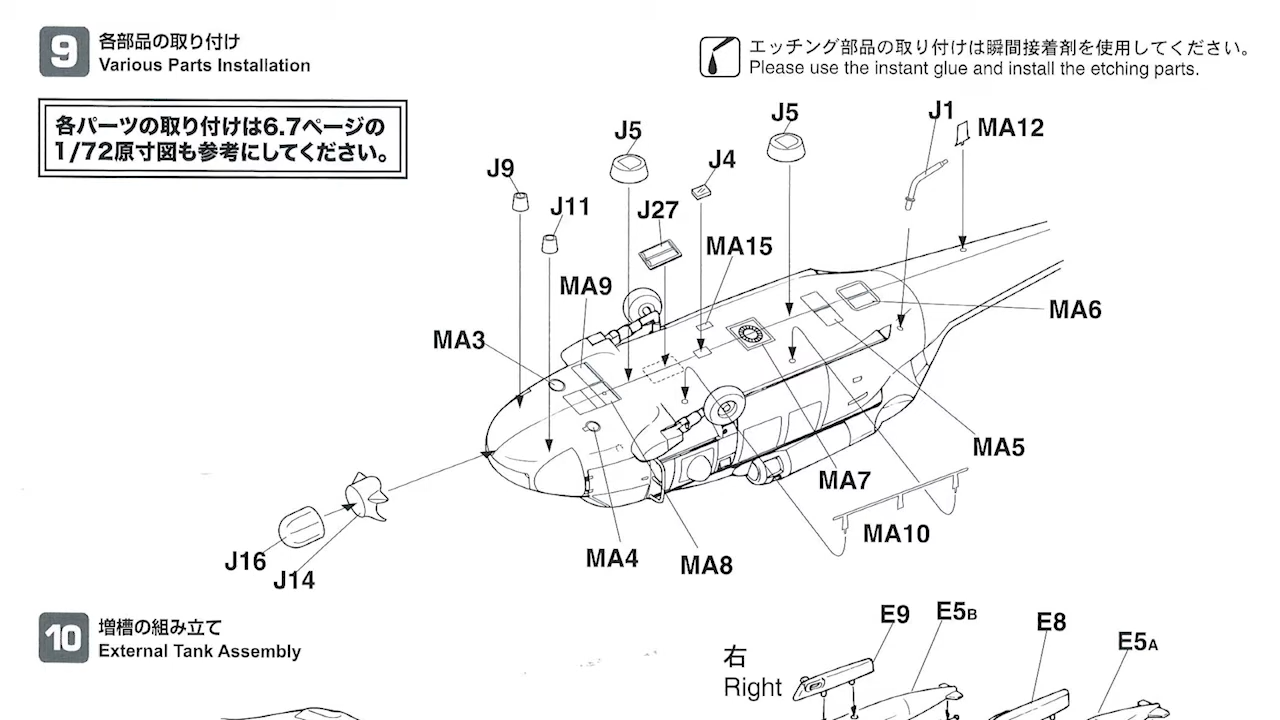 9 各部品の取り付け
Various Parts Installation
エッチング部品の取り付けは瞬間接着剤を使用してください。
Please use the instant glue and install the etching parts.
各パーツの取り付けは6.7ページの
1/72原寸図も参考にしてください。
J5
J5
J1
MA12
J9
J4
J11
J27
MA15
MA9
MA6
MA3
MA5
MA7
MA10
MA4
MA8
J16
J14
10 増槽の組み立て
External Tank Assembly
右
Right
E9
E5B
E8
E5A